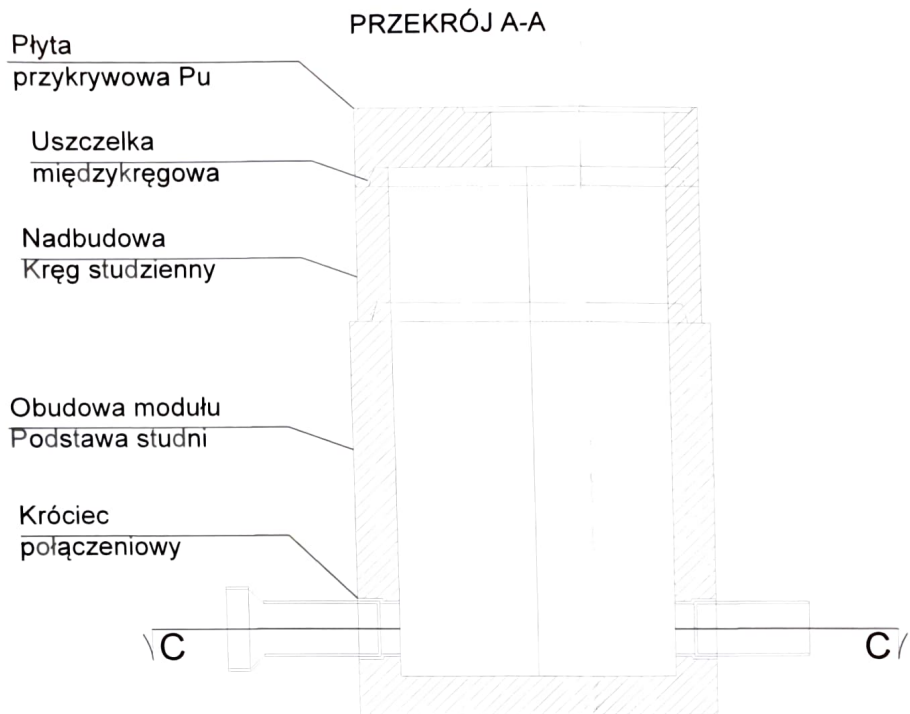 PRZEKRÓJ A-A
Płyta
przykrywowa Pu
Uszczelka
międzykręgowa
Nadbudowa
Kręg studzienny
Obudowa modułu
Podstawa studni
Króciec
połączeniowy
C
C